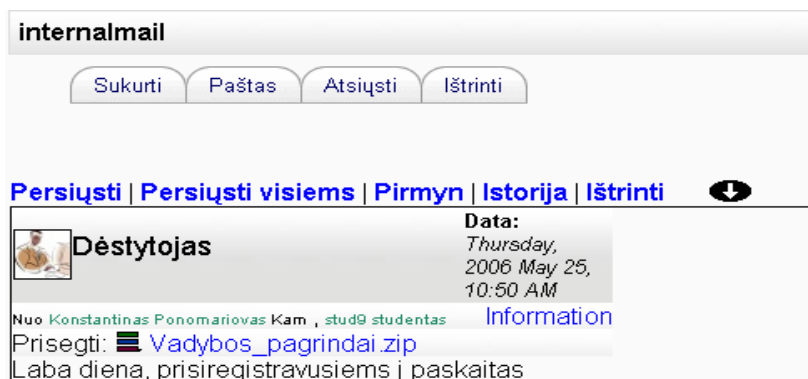 internalmail
Sukurti Paštas Atsiųsti Ištrinti
Persiųsti | Persiųsti visiems | Pirmyn | Istorija | Ištrinti
Dėstytojas
Data:
Thursday,
2006 May 25,
10:50 AM
Nuo Konstantinas Ponomariovas Kam , stud9 studentas Information
Prisegti: Vadybos_pagrindai.zip
Laba diena, prisiregistravusiems į paskaitas